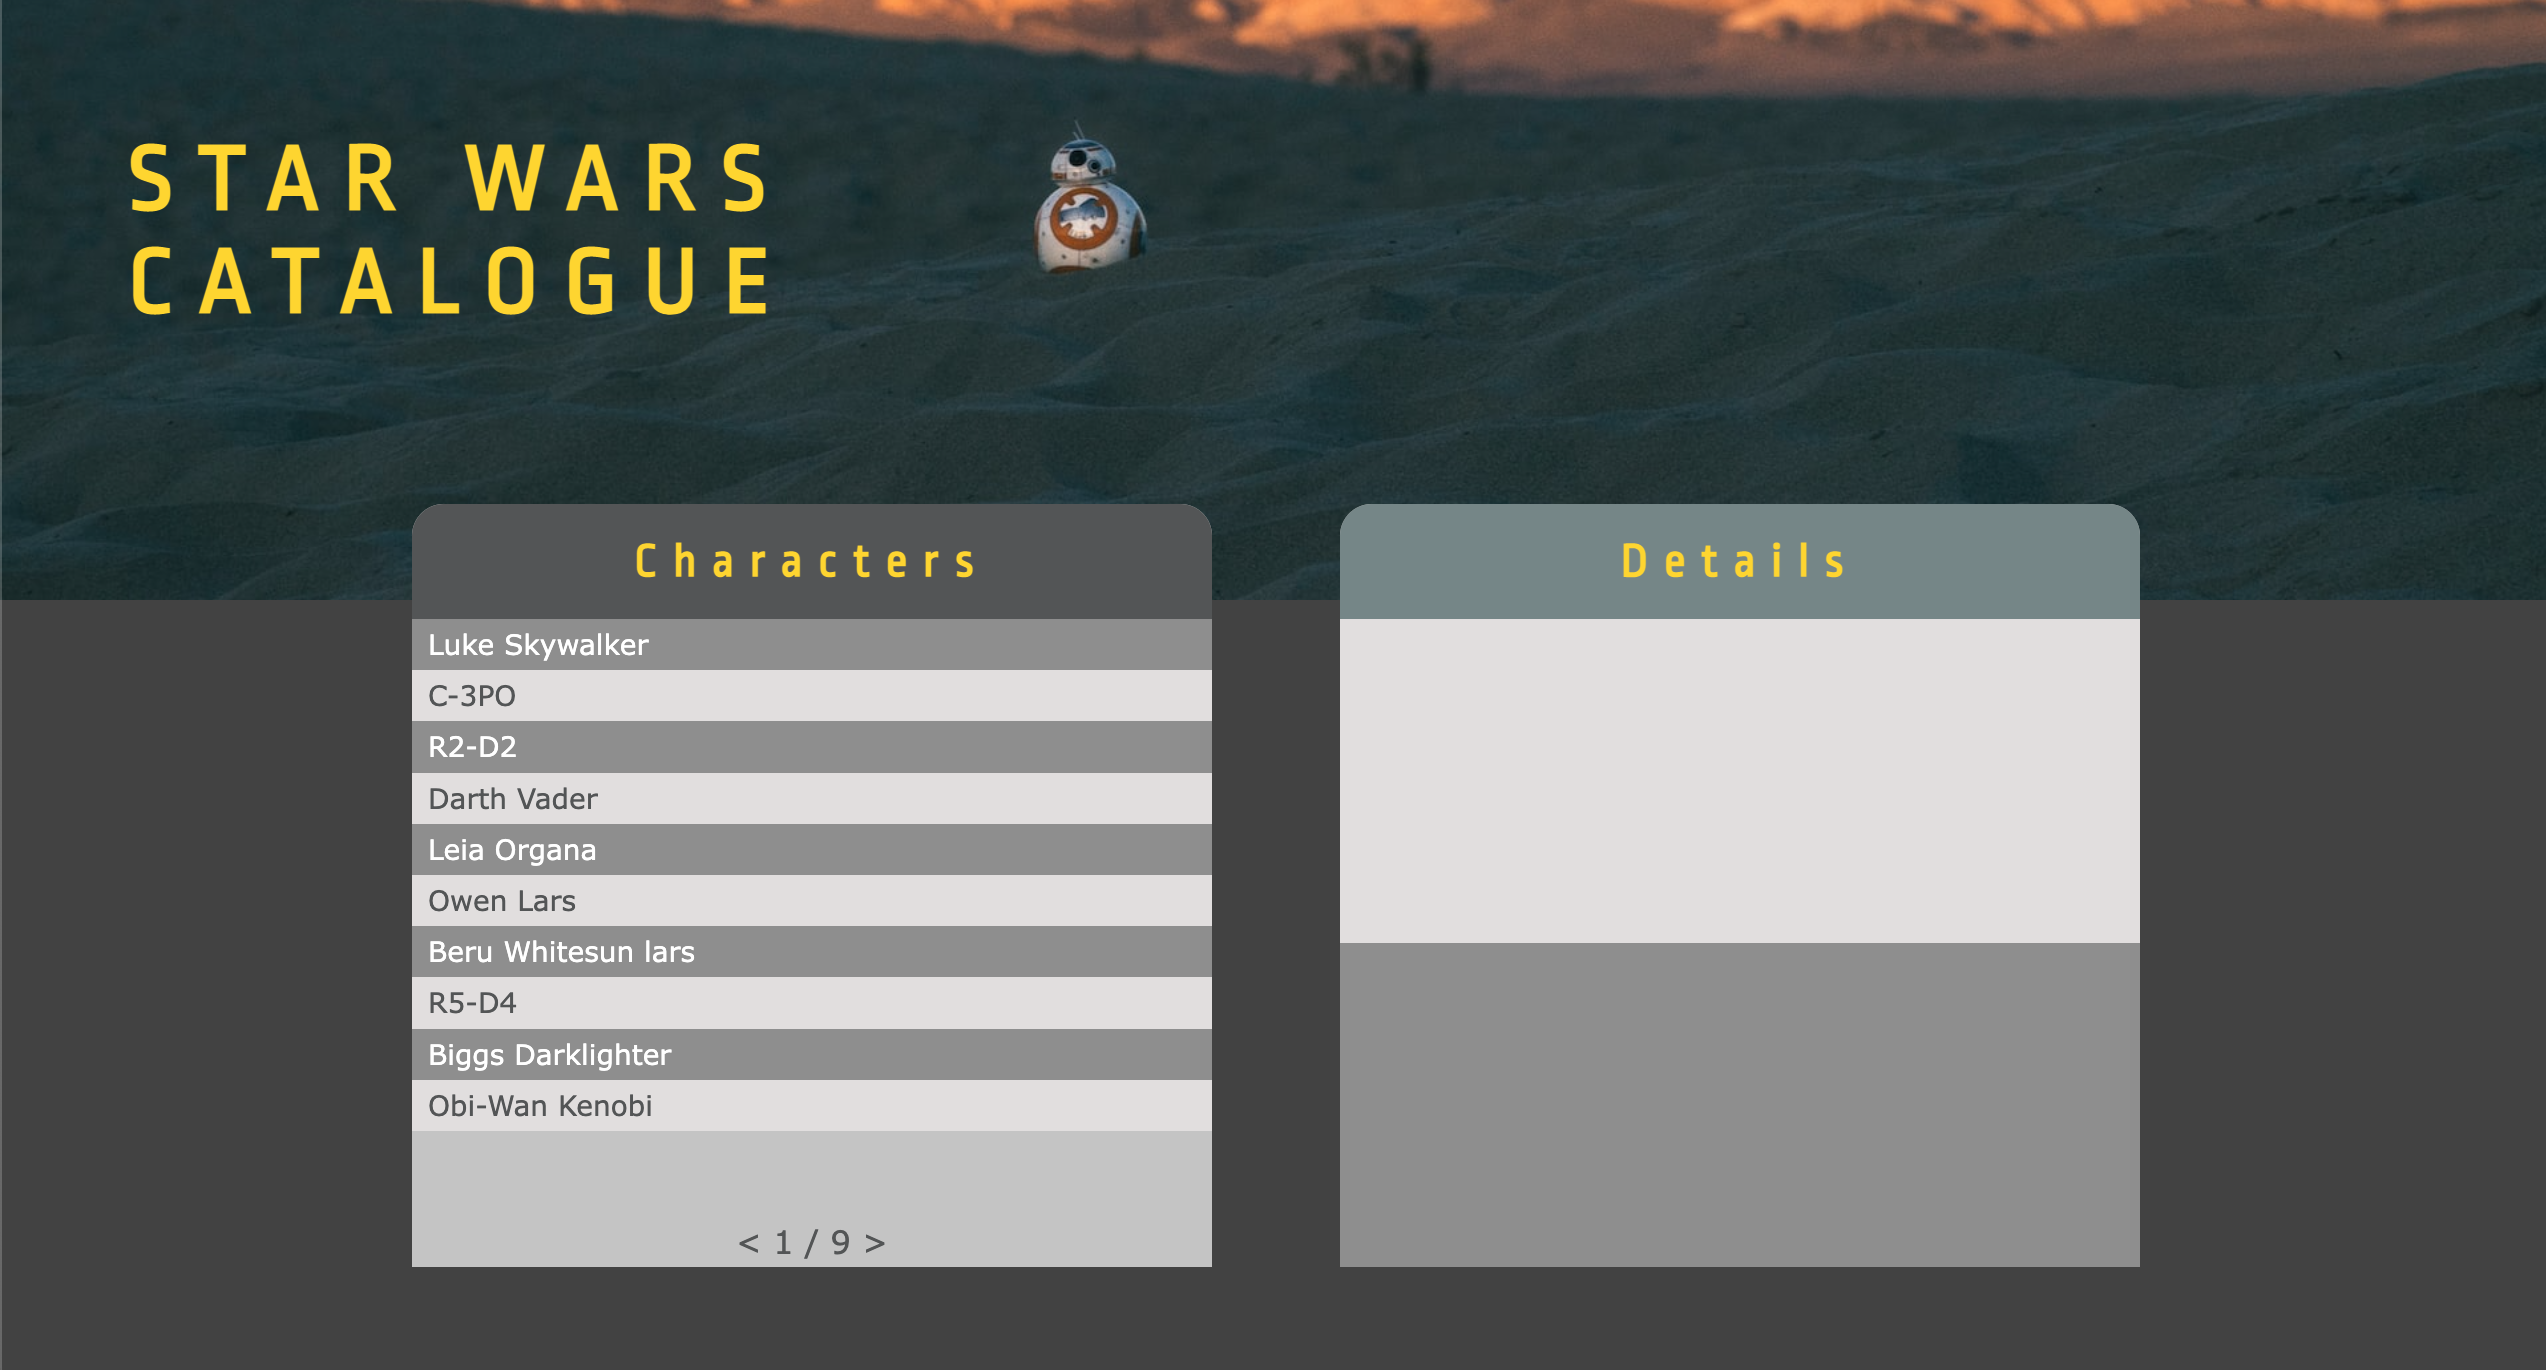 STAR WARS
CATALOGUE
Characters
Luke Skywalker
C-3PO
R2-D2
Darth Vader
Leia Organa
Owen Lars
Beru Whitesun lars
R5-D4
Biggs Darklighter
Obi-Wan Kenobi
< 1 / 9 >
Details